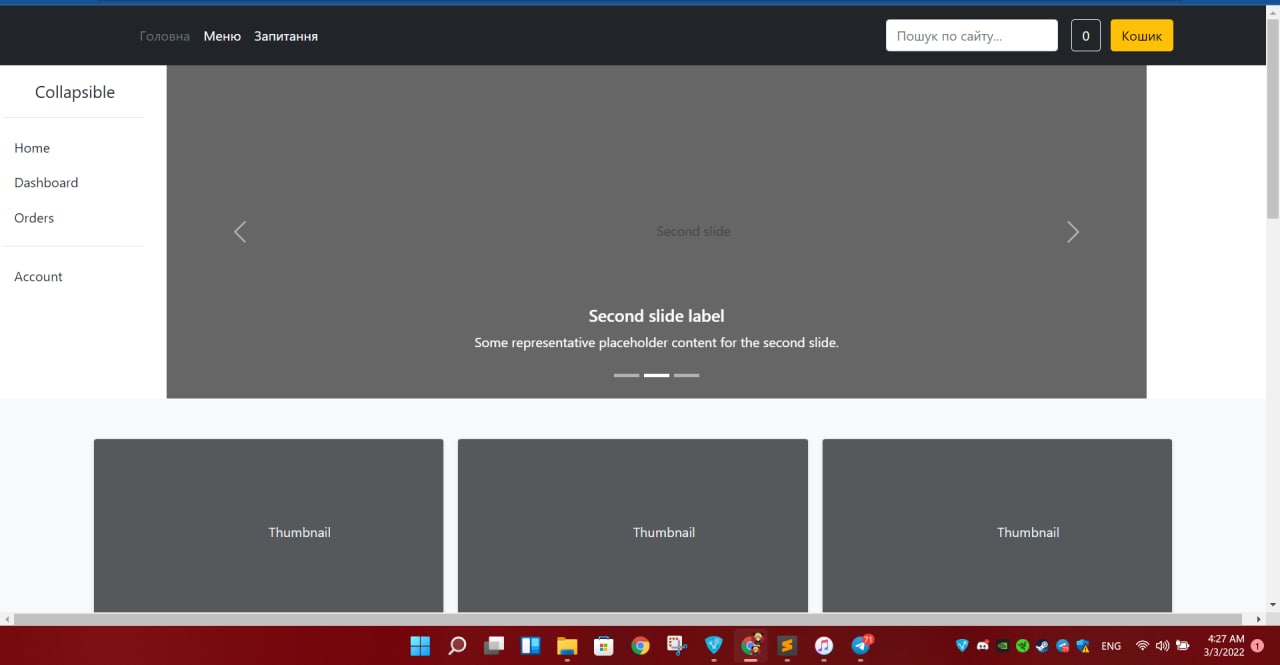 Головна Меню Запитання Пошук по сайту... 0 Кошик
Collapsible
Home
Dashboard
Orders
Account
Second slide
Second slide label
Some representative placeholder content for the second slide.
Thumbnail Thumbnail Thumbnail
71
ENG
4:27 AM
3/3/2022
1